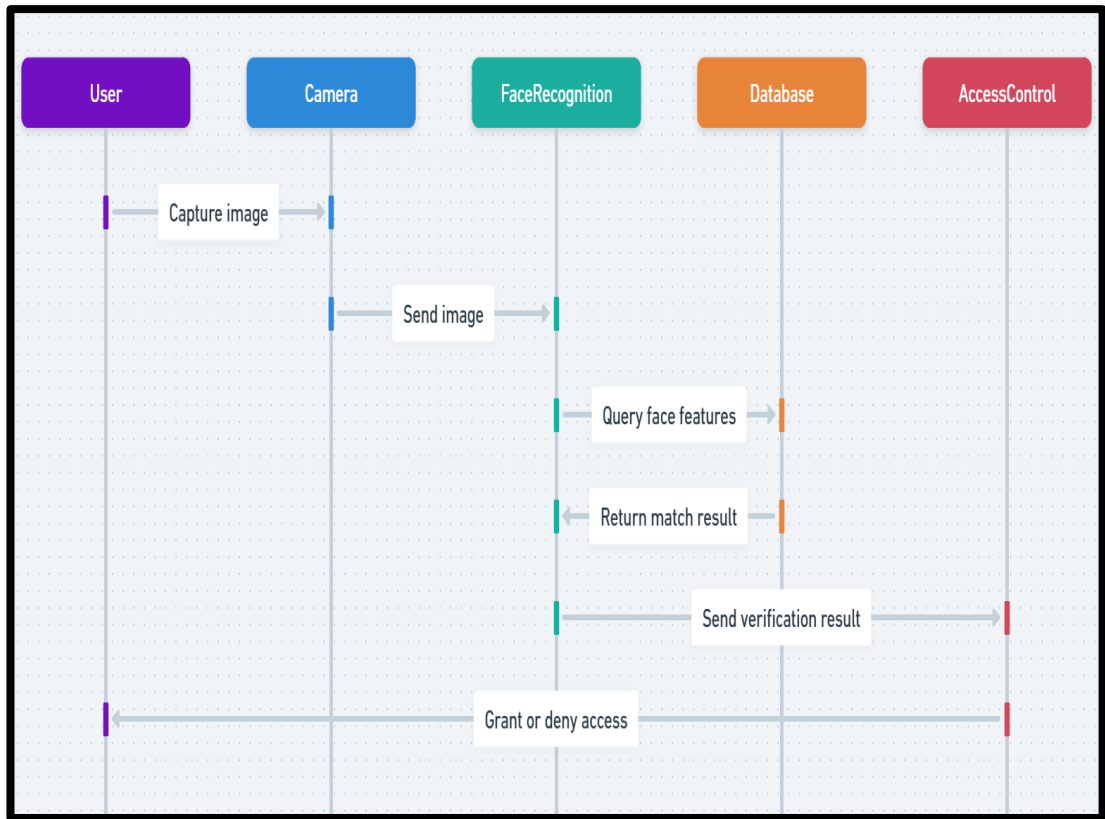 User
Camera
FaceRecognition
Database
AccessControl
Capture image
Send image
Query face features
Return match result
Send verification result
Grant or deny access